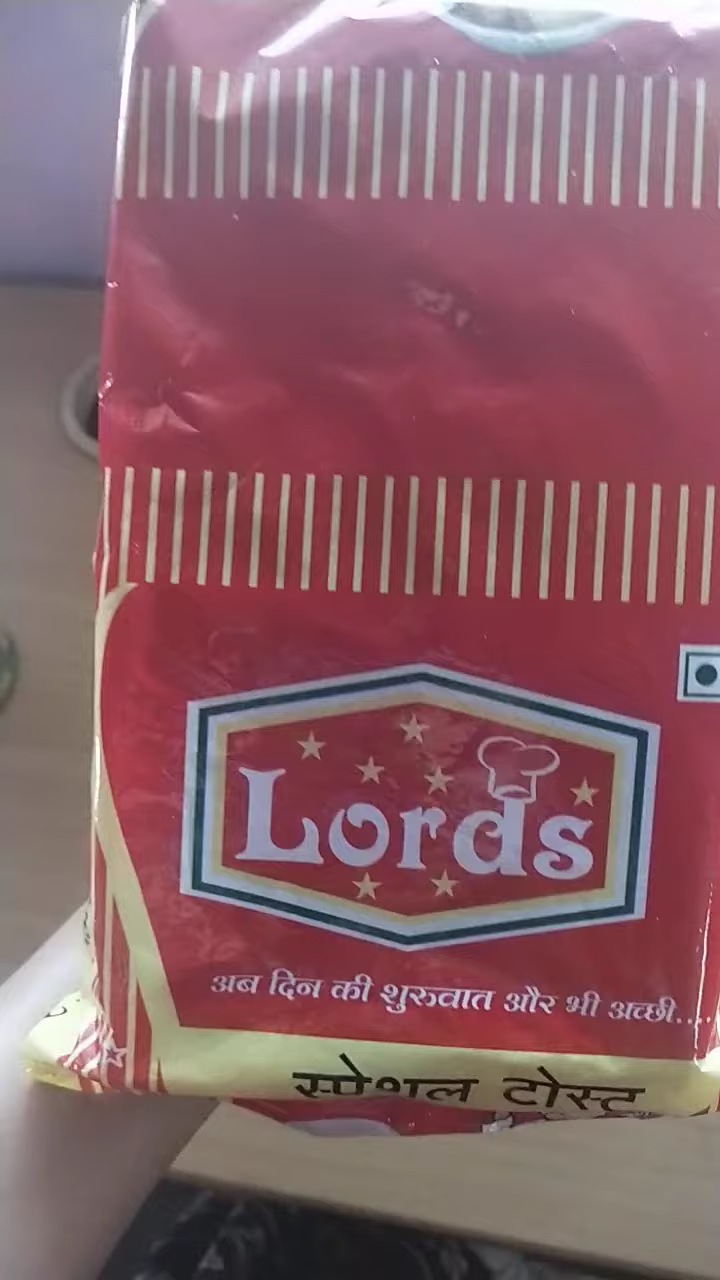 Lords
अब दिन की शुरुवात और भी अच्छी....
स्पेशल टोस्ट